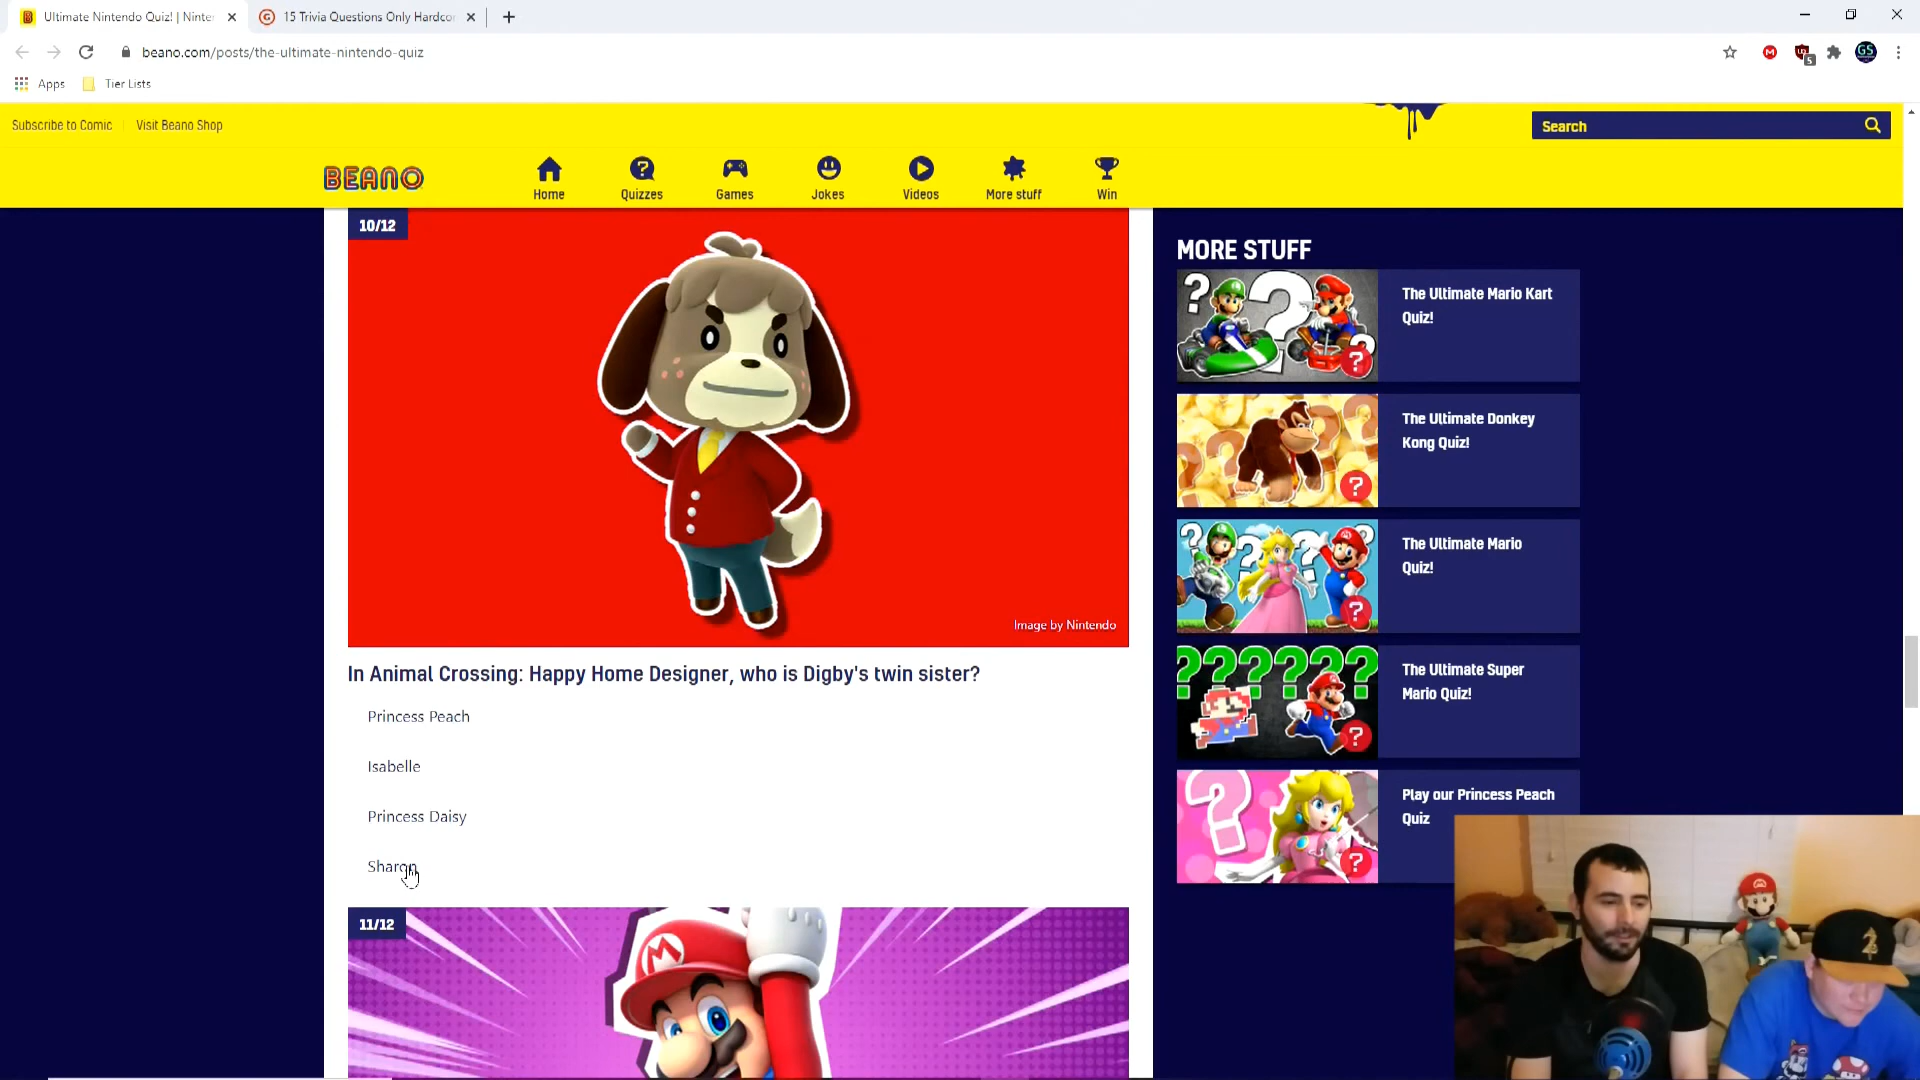 Ultimate Nintendo Quiz! | Ninte
15 Trivia Questions Only Hardcor
beano.com/posts/the-ultimate-nintendo-quiz
M
5
GS
Apps
Tier Lists
Subscribe to Comic
Visit Beano Shop
Search
BEANO
Home
Quizzes
Games
Jokes
Videos
More stuff
Win
10/12
Image by Nintendo
In Animal Crossing: Happy Home Designer, who is Digby's twin sister?
Princess Peach
Isabelle
Princess Daisy
Sharon
11/12
M
MORE STUFF
The Ultimate Mario Kart
Quiz!
The Ultimate Donkey
Kong Quiz!
The Ultimate Mario
Quiz!
The Ultimate Super
Mario Quiz!
Play our Princess Peach
Quiz